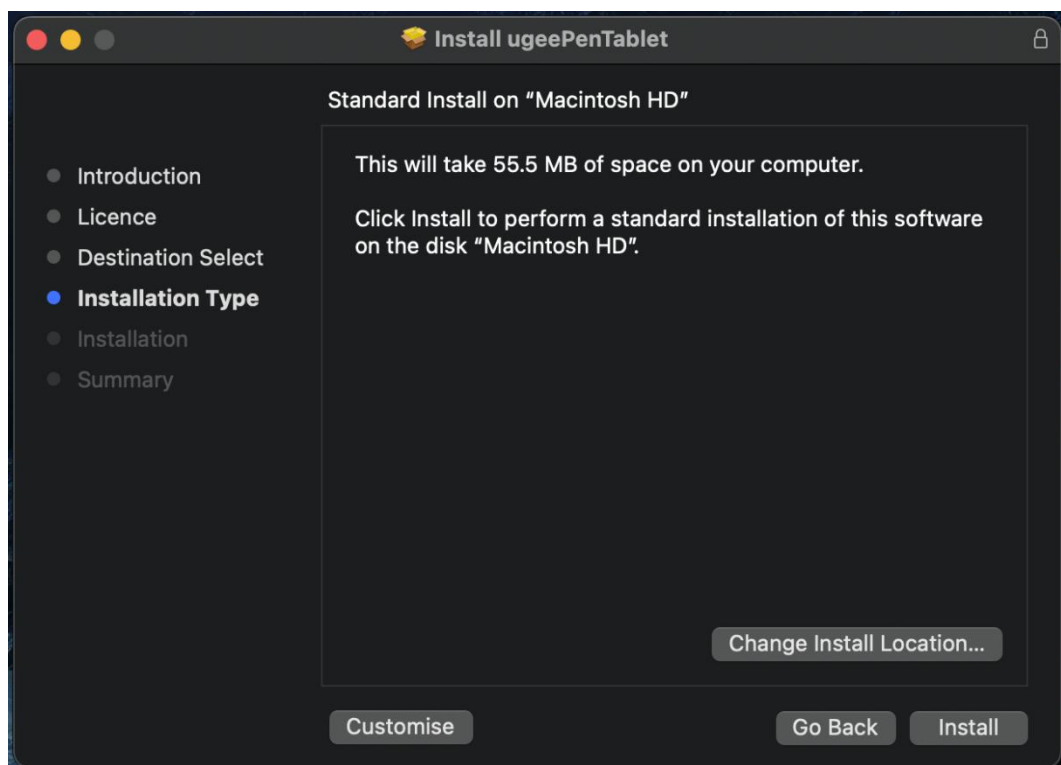 Install ugeePenTablet
Standard Install on “Macintosh HD”
Introduction
Licence
Destination Select
Installation Type
Installation
Summary
This will take 55.5 MB of space on your computer.
Click Install to perform a standard installation of this software
on the disk “Macintosh HD”.
Change Install Location...
Customise
Go Back
Install